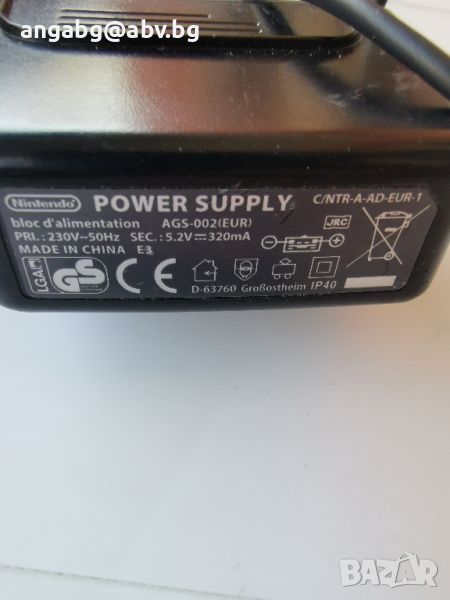 angabg@abv.bg
Nintendo POWER SUPPLY C/NTR-A-AD-EUR-1
bloc d'alimentation AGS-002(EUR)
PRI.: 230V~50Hz SEC.: 5.2V⎓320mA JRC
MADE IN CHINA E3
LGA GS CE
D-63760 Großostheim IP40
BAZAR